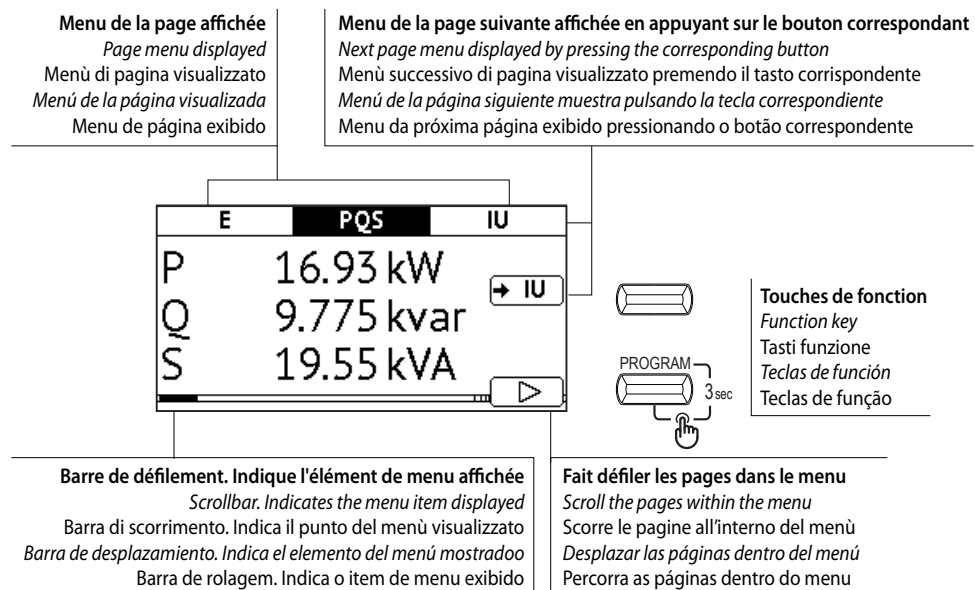 Menu de la page affichée
Page menu displayed
Menù di pagina visualizzato
Menú de la página visualizada
Menu de página exibido
Menu de la page suivante affichée en appuyant sur le bouton correspondant
Next page menu displayed by pressing the corresponding button
Menù successivo di pagina visualizzato premendo il tasto corrispondente
Menú de la página siguiente muestra pulsando la tecla correspondiente
Menu da próxima página exibido pressionando o botão correspondente
E PQS IU
P 16.93 kW
→ IU
Q 9.775 kvar
S 19.55 kVA
Touches de fonction
Function key
Tasti funzione
Teclas de función
Teclas de função
PROGRAM
3 sec
Barre de défilement. Indique l'élément de menu affichée
Scrollbar. Indicates the menu item displayed
Barra di scorrimento. Indica il punto del menù visualizzato
Barra de desplazamiento. Indica el elemento del menú mostradoo
Barra de rolagem. Indica o item de menu exibido
Fait défiler les pages dans le menu
Scroll the pages within the menu
Scorre le pagine all’interno del menù
Desplazar las páginas dentro del menú
Percorra as páginas dentro do menu